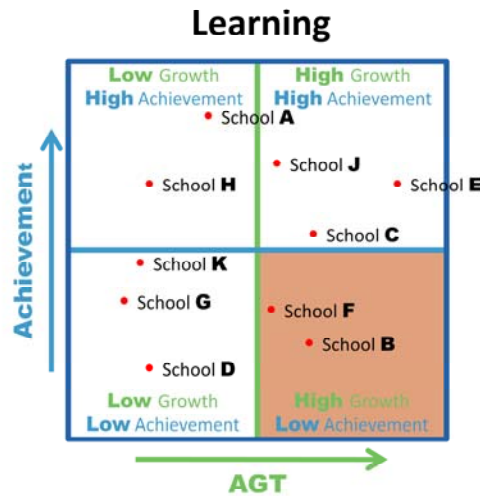 Learning
Low Growth
High Achievement
High Growth
High Achievement
School A
School J
School H
School E
School C
School K
School G
School F
School B
School D
Low Growth
Low Achievement
High Growth
Low Achievement
Achievement
AGT